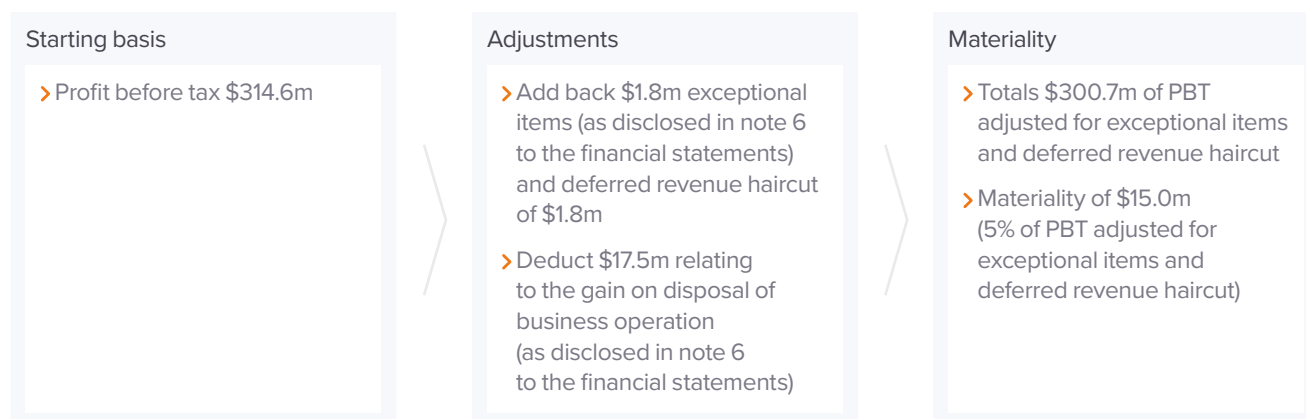 Starting basis
Profit before tax $314.6m
Adjustments
Add back $1.8m exceptional
items (as disclosed in note 6
to the financial statements)
and deferred revenue haircut
of $1.8m
Deduct $17.5m relating
to the gain on disposal of
business operation
(as disclosed in note 6
to the financial statements)
Materiality
Totals $300.7m of PBT
adjusted for exceptional items
and deferred revenue haircut
Materiality of $15.0m
(5% of PBT adjusted for
exceptional items and
deferred revenue haircut)